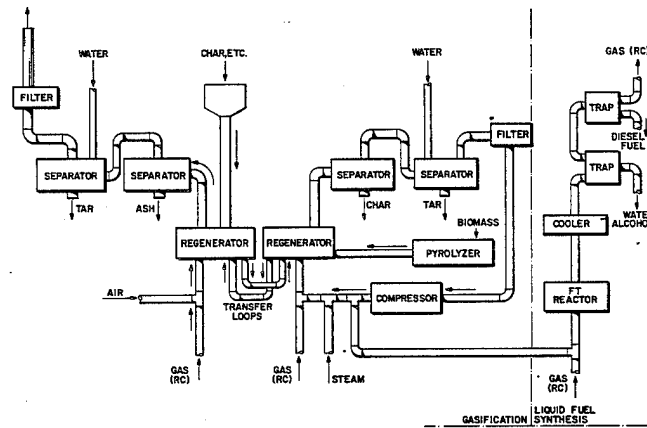 WATER
CHAR, ETC.
WATER
GAS (RC)
FILTER
TRAP
FILTER
DIESEL
FUEL
SEPARATOR
SEPARATOR
SEPARATOR
SEPARATOR
TRAP
TAR
ASH
CHAR
TAR
WATER
ALCOHOL
BIOMASS
COOLER
REGENERATOR
REGENERATOR
PYROLYZER
AIR
TRANSFER
LOOPS
COMPRESSOR
FT
REACTOR
GAS
(RC)
GAS
(RC)
STEAM
GAS
(RC)
GASIFICATION
LIQUID FUEL
SYNTHESIS